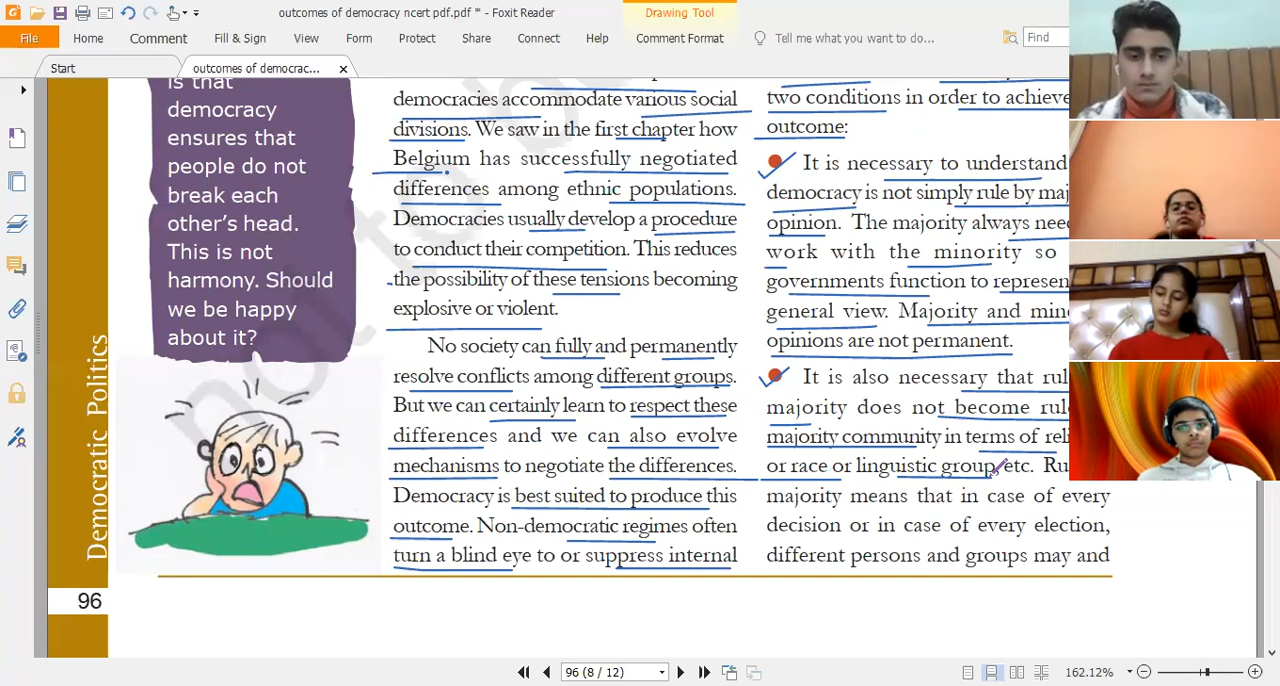 outcomes of democracy ncert pdf.pdf * - Foxit Reader
Drawing Tool
File Home Comment Fill & Sign View Form Protect Share Connect Help Comment Format Tell me what you want to do... Find
Start outcomes of democrac...
is that
democracy
ensures that
people do not
break each
other's head.
This is not
harmony. Should
we be happy
about it?
Democratic Politics
96
democracies accommodate various social
divisions. We saw in the first chapter how
Belgium has successfully negotiated
differences among ethnic populations.
Democracies usually develop a procedure
to conduct their competition. This reduces
the possibility of these tensions becoming
explosive or violent.
No society can fully and permanently
resolve conflicts among different groups.
But we can certainly learn to respect these
differences and we can also evolve
mechanisms to negotiate the differences.
Democracy is best suited to produce this
outcome. Non-democratic regimes often
turn a blind eye to or suppress internal
two conditions in order to achieve
outcome:
It is necessary to understand
democracy is not simply rule by
opinion. The majority always
work with the minority so
governments function to
general view. Majority and
opinions are not permanent.
It is also necessary that
majority does not become
majority community in terms of
or race or linguistic group, etc.
majority means that in case of every
decision or in case of every election,
different persons and groups may and
not to b
96 (8 / 12)
162.12%